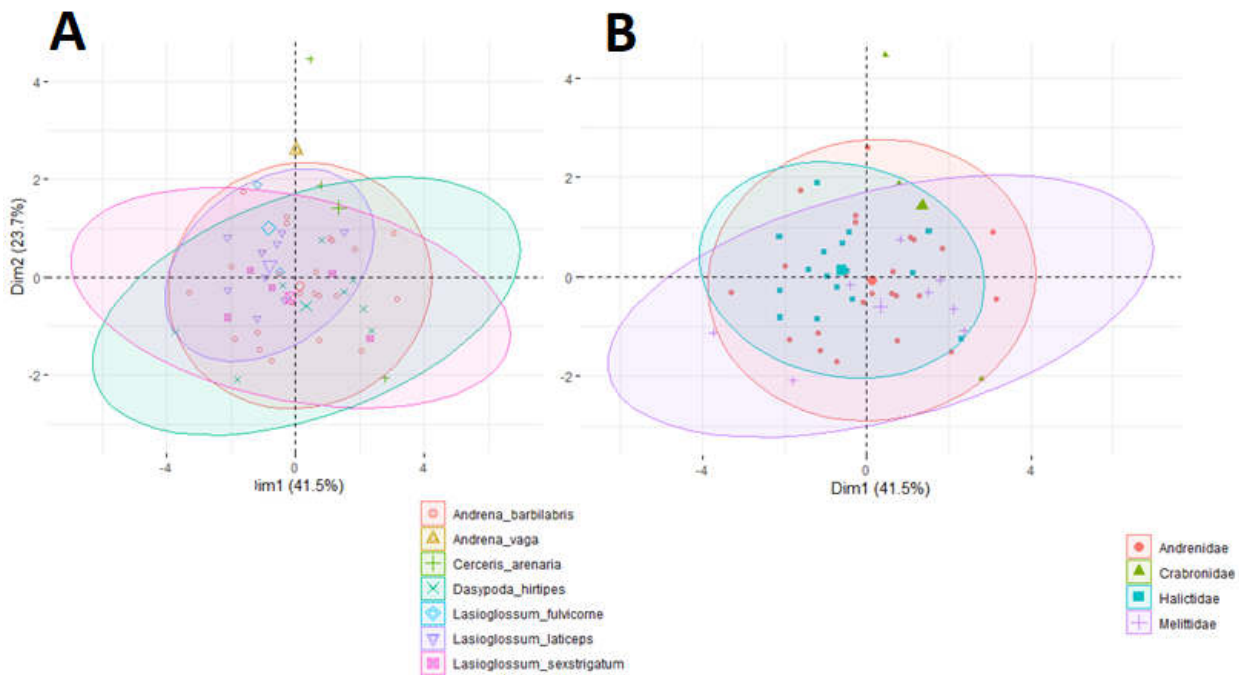 A
B
4
2
0
-2
Dim2 (23.7%)
-4
0
4
ıim1 (41.5%)
4
2
0
-2
-4
0
4
Dim1 (41.5%)
Andrena_barbilabris
Andrena_vaga
Cerceris_arenaria
Dasypoda_hirtipes
Lasioglossum_fulvicorne
Lasioglossum_laticeps
Lasioglossum_sexstrigatum
Andrenidae
Crabronidae
Halictidae
Melittidae